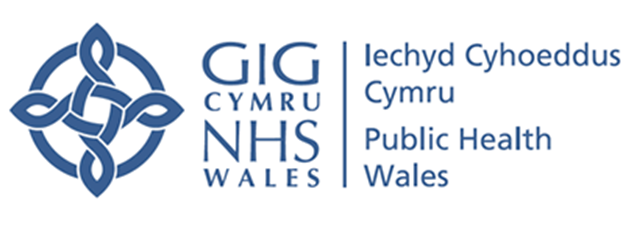 GIG
CYMRU
NHS
WALES
Iechyd Cyhoeddus
Cymru
Public Health
Wales